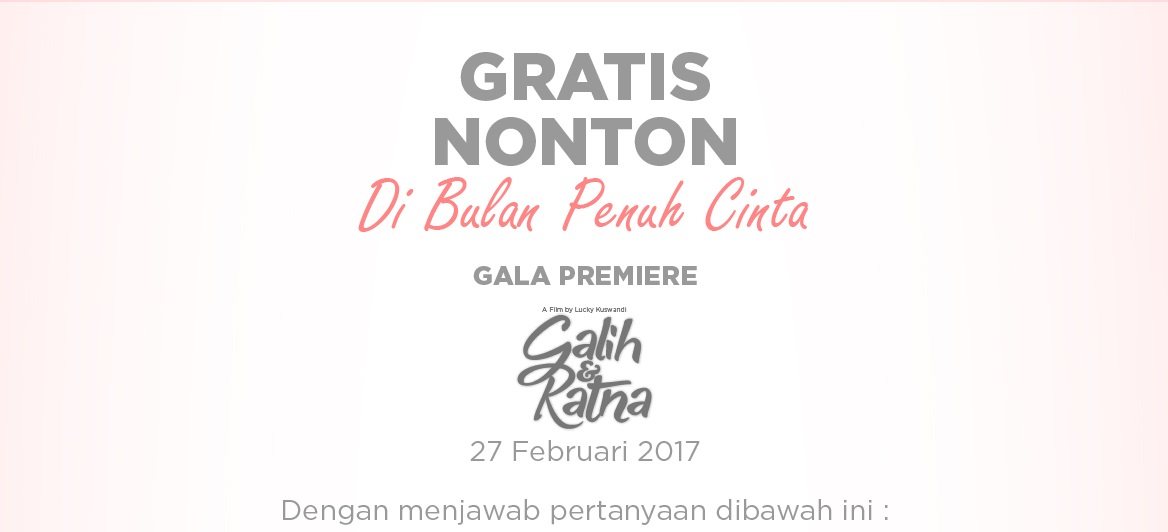 GRATIS
NONTON
Di Bulan Penuh Cinta
GALA PREMIERE
A Film by Lucky Kuswandi
Galih
&
Ratna
27 Februari 2017
Dengan menjawab pertanyaan dibawah ini :